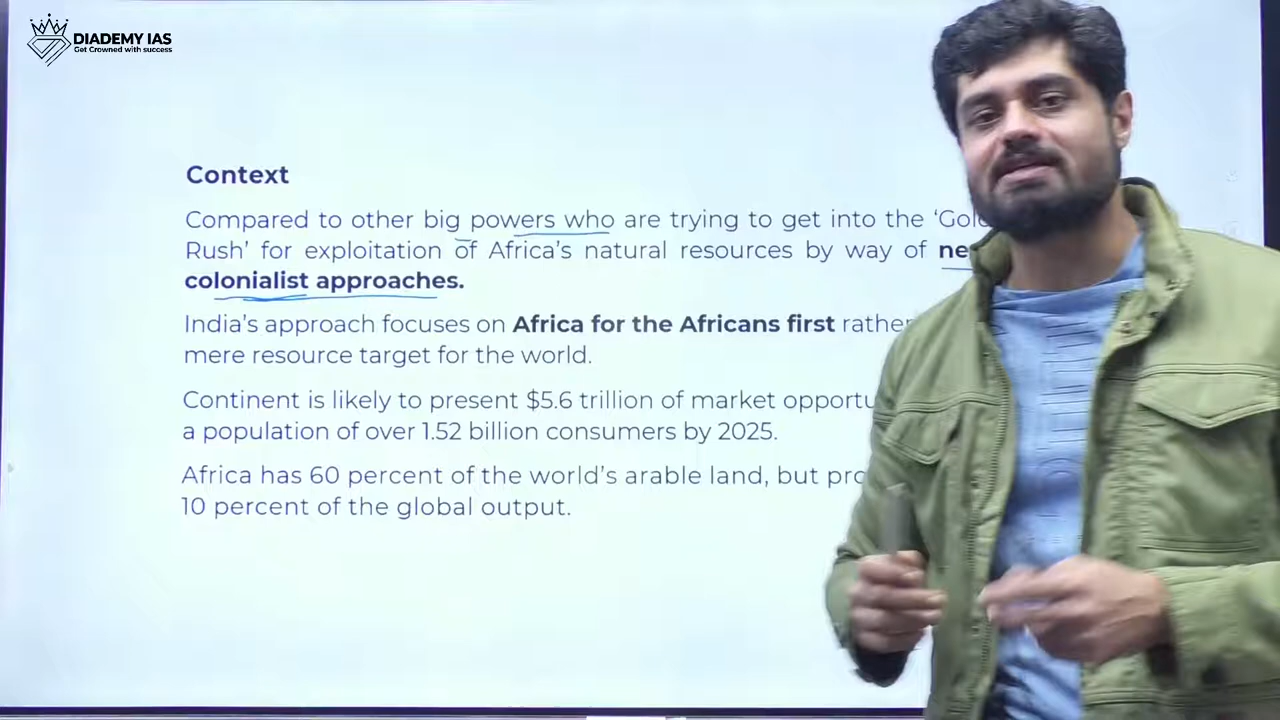 DIADEMY IAS
Get Crowned with success
Context
Compared to other big powers who are trying to get into the ‘Gold
Rush’ for exploitation of Africa’s natural resources by way of
colonialist approaches.
India’s approach focuses on Africa for the Africans first rather
mere resource target for the world.
Continent is likely to present $5.6 trillion of market
a population of over 1.52 billion consumers by 2025.
Africa has 60 percent of the world’s arable land, but
10 percent of the global output.